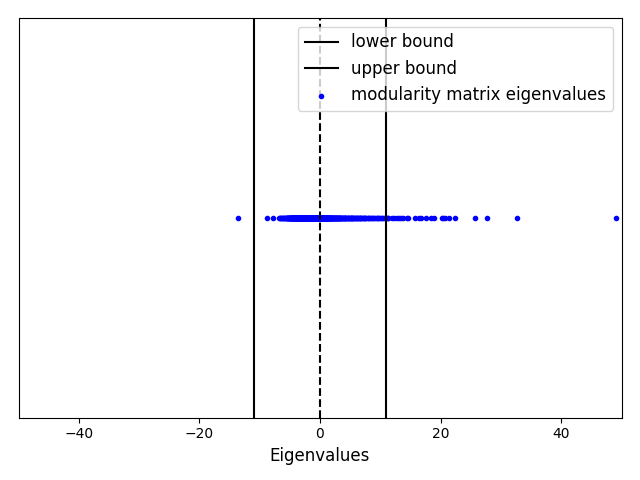 lower bound
upper bound
modularity matrix eigenvalues
−40 −20 0 20 40
Eigenvalues